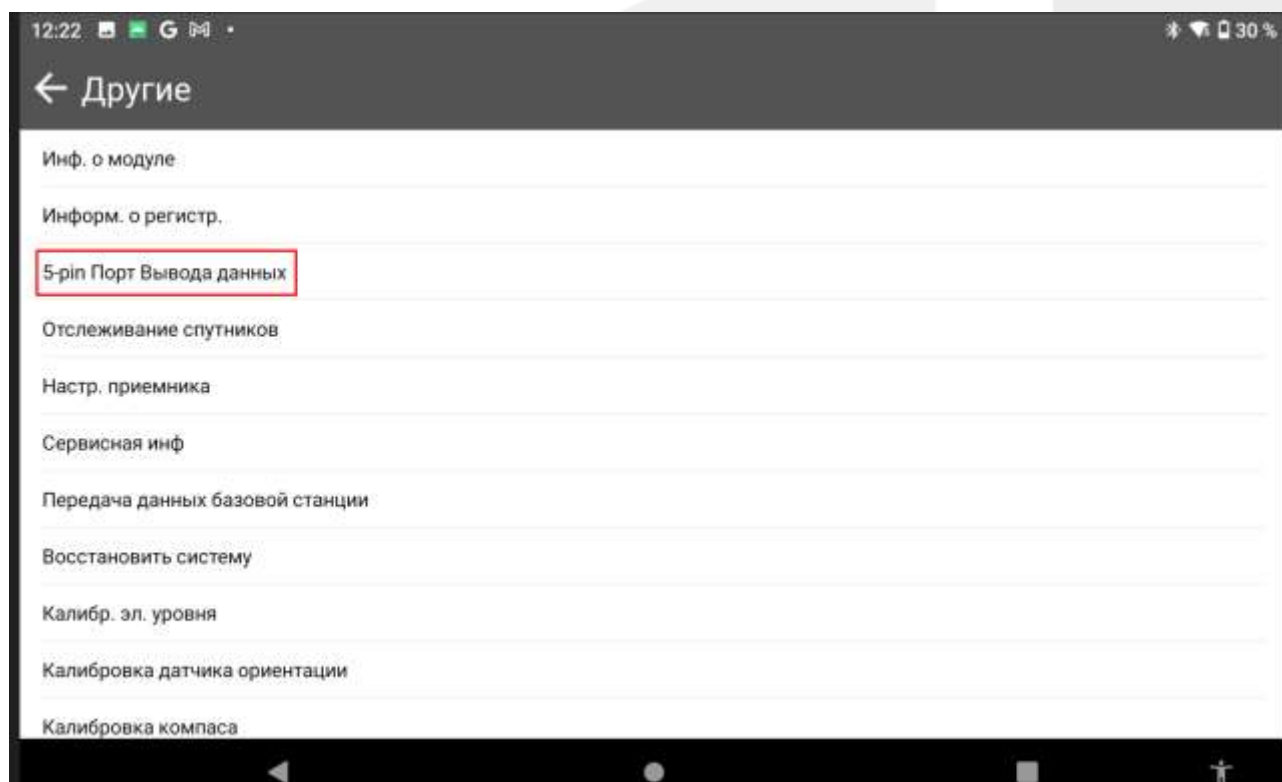 12:22 G
30 %
Другие
Инф. о модуле
Информ. о регистр.
5-pin Порт Вывода данных
Отслеживание спутников
Настр. приемника
Сервисная инф
Передача данных базовой станции
Восстановить систему
Калибр. эл. уровня
Калибровка датчика ориентации
Калибровка компаса